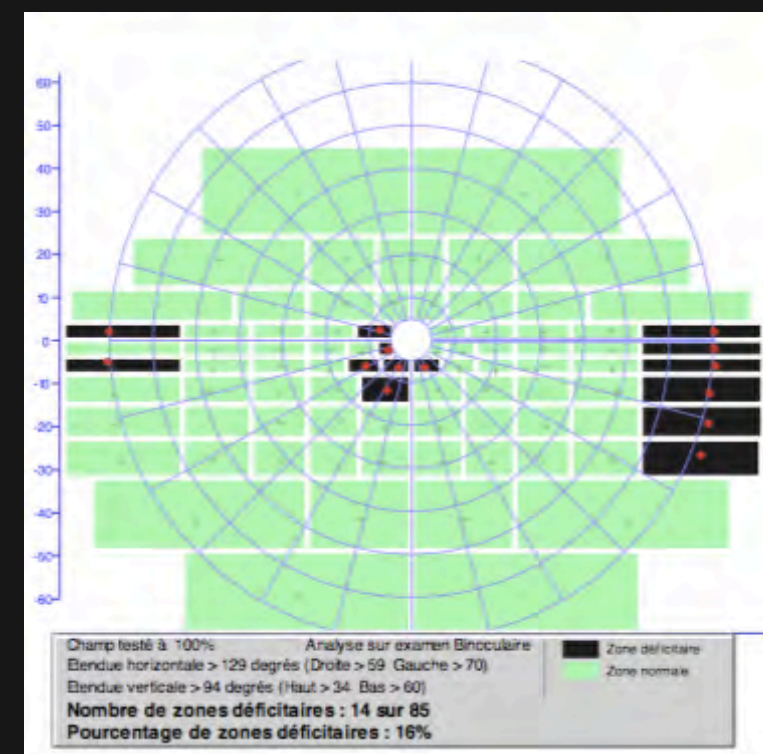 60
50
40
30
20
10
0
-10
-20
-30
-40
-50
-60
Champ testé à 100% Analyse sur examen Binoculaire
Etendue horizontale > 129 degrés (Droite > 59 Gauche > 70)
Etendue verticale > 94 degrés (Haut > 34 Bas > 60)
Nombre de zones déficitaires : 14 sur 85
Pourcentage de zones déficitaires : 16%
Zone déficitaire
Zone normale